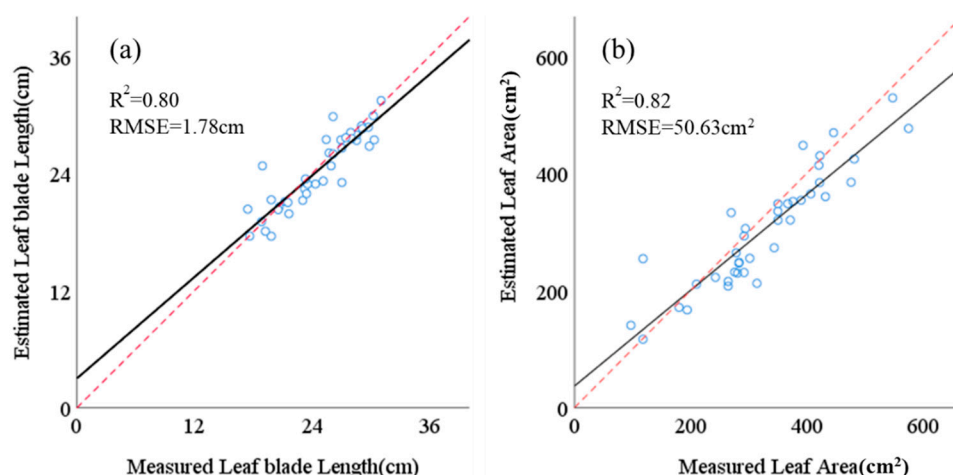 (a)
R²=0.80
RMSE=1.78cm
Estimated Leaf blade Length(cm)
36
24
12
0
0 12 24 36
Measured Leaf blade Length(cm)
(b)
R²=0.82
RMSE=50.63cm²
Estimated Leaf Area(cm²)
600
400
200
0
0 200 400 600
Measured Leaf Area(cm²)